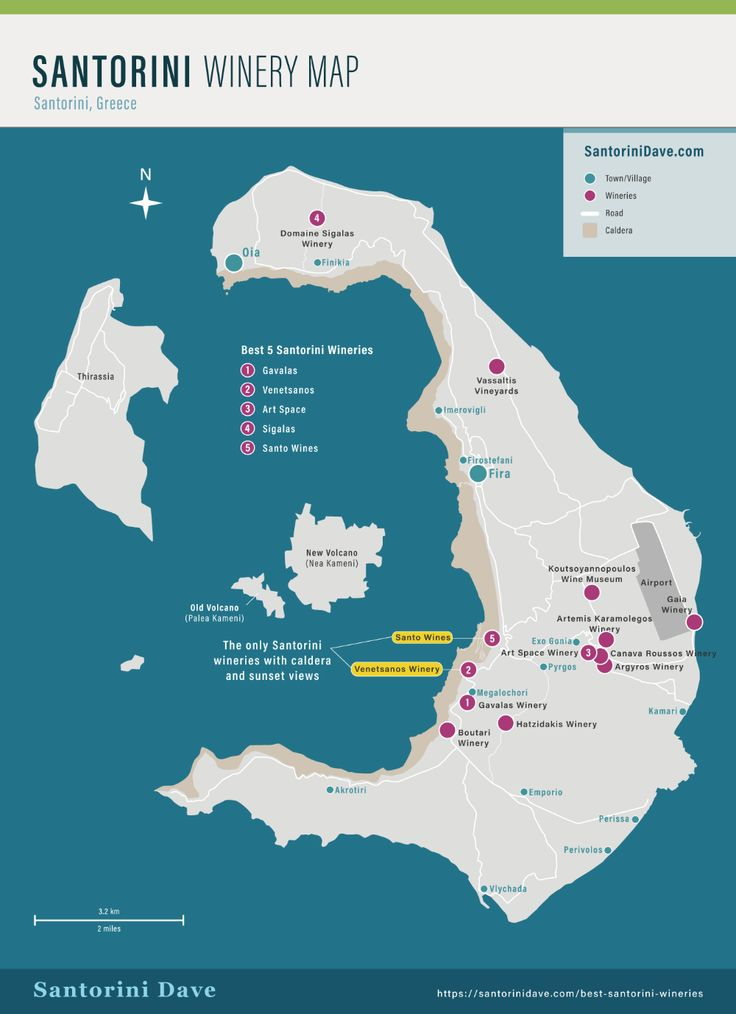 SANTORINI WINERY MAP
Santorini, Greece
SantoriniDave.com
Town/Village
Wineries
Road
Caldera
N
4
Domaine Sigalas
Winery
Oia
Finikia
Best 5 Santorini Wineries
1 Gavalas
2 Venetsanos
3 Art Space
4 Sigalas
5 Santo Wines
Thirassia
Vassaltis
Vineyards
Imerovigli
Firostefani
Fira
New Volcano
(Nea Kameni)
Old Volcano
(Palea Kameni)
Koutsoyannopoulos
Wine Museum
Airport
Gaia
Winery
Artemis Karamolegos
Winery
The only Santorini
wineries with caldera
and sunset views
Santo Wines
5
Venetsanos Winery
2
Exo Gonia
Art Space Winery
3
Canava Roussos Winery
Pyrgos
Argyros Winery
Megalochori
1
Gavalas Winery
Kamari
Hatzidakis Winery
Boutari
Winery
Akrotiri
Emporio
Perissa
Perivolos
Vlychada
3.2 km
2 miles
Santorini Dave
https://santorinidave.com/best-santorini-wineries